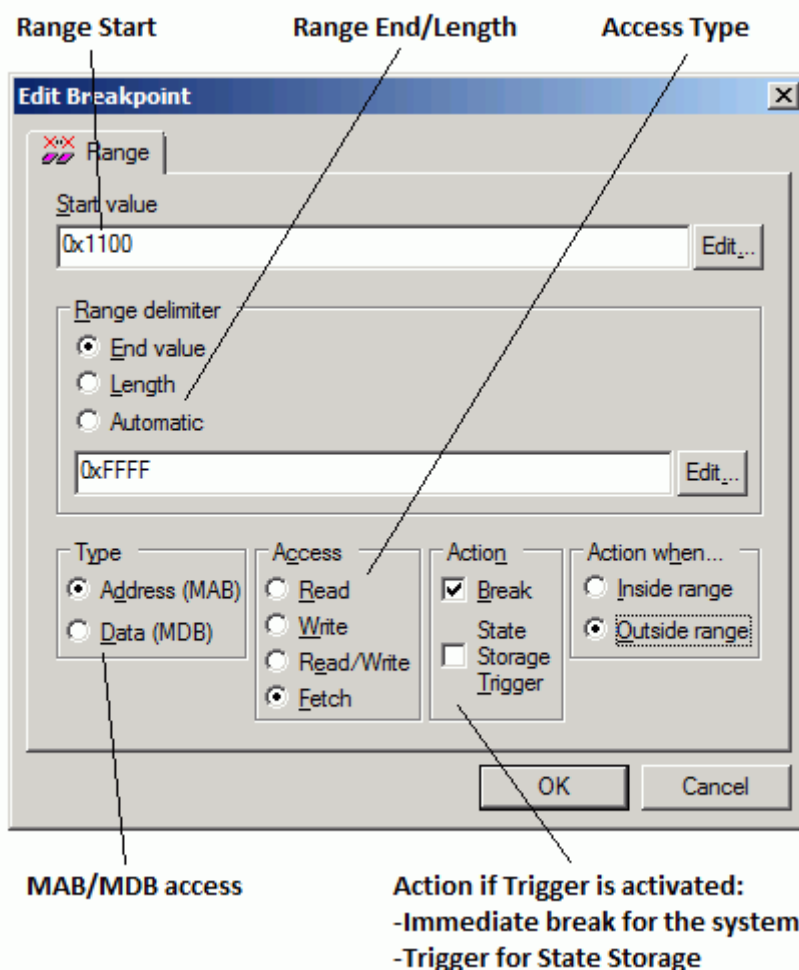 Range Start Range End/Length Access Type
Edit Breakpoint
Range
Start value
0x1100 Edit...
Range delimiter
End value
Length
Automatic
0xFFFF Edit...
Type Access Action Action when...
Address (MAB) Read Break Inside range
Data (MDB) Write State Storage Trigger Outside range
Read/Write
Fetch
OK Cancel
MAB/MDB access Action if Trigger is activated:
-Immediate break for the system
-Trigger for State Storage